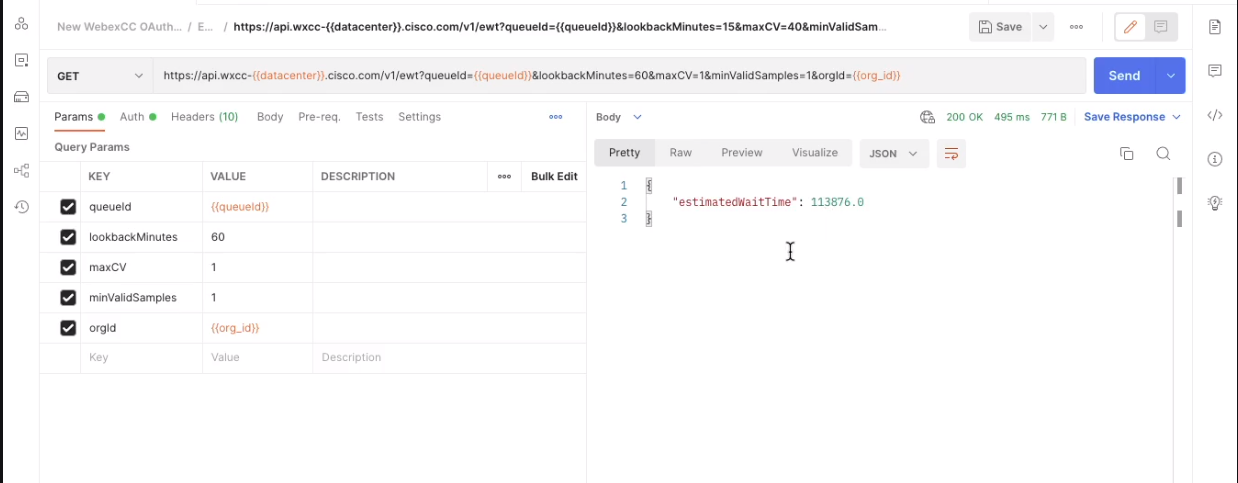 New WebexCC OAuth... / E... / https://api.wxcc-{{datacenter}}.cisco.com/v1/ewt?queueId={{queueId}}&lookbackMinutes=15&maxCV=40&minValidSam...
Save
GET https://api.wxcc-{{datacenter}}.cisco.com/v1/ewt?queueId={{queueId}}&lookbackMinutes=60&maxCV=1&minValidSamples=1&orgId={{org_id}} Send
Params Auth Headers (10) Body Pre-req. Tests Settings
Query Params
KEY VALUE DESCRIPTION Bulk Edit
queueId {{queueId}}
lookbackMinutes 60
maxCV 1
minValidSamples 1
orgId {{org_id}}
Key Value Description
Body 200 OK 495 ms 771 B Save Response
Pretty Raw Preview Visualize JSON
1 {
2 "estimatedWaitTime": 113876.0
3 }